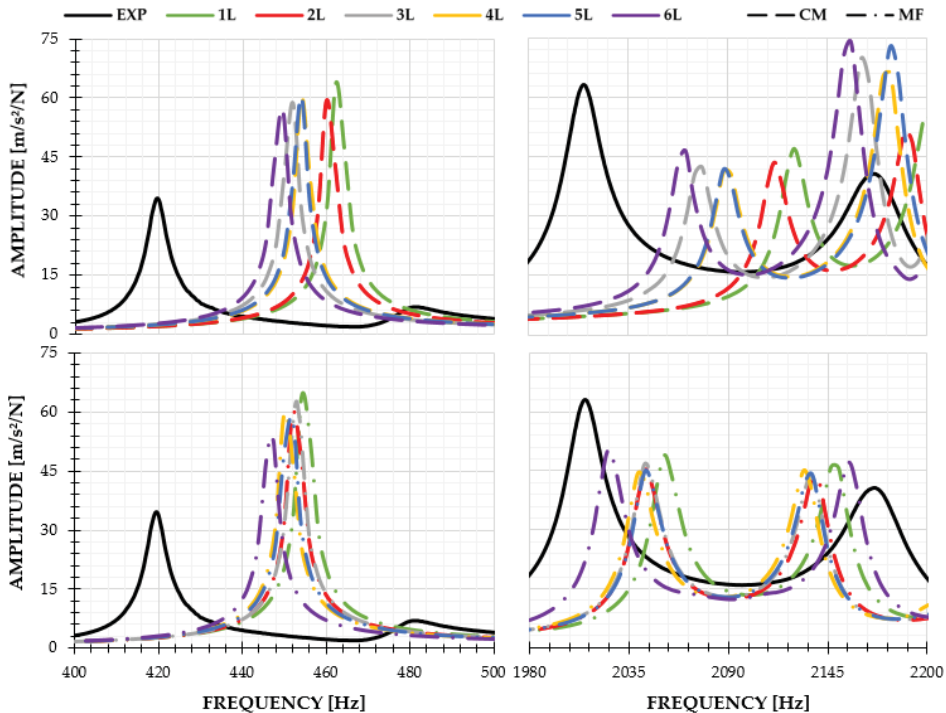 EXP 1L 2L 3L 4L 5L 6L CM MF
AMPLITUDE [m/s²/N]
75
60
45
30
15
0
AMPLITUDE [m/s²/N]
75
60
45
30
15
0
400 420 440 460 480 500
1980 2035 2090 2145 2200
FREQUENCY [Hz]
FREQUENCY [Hz]